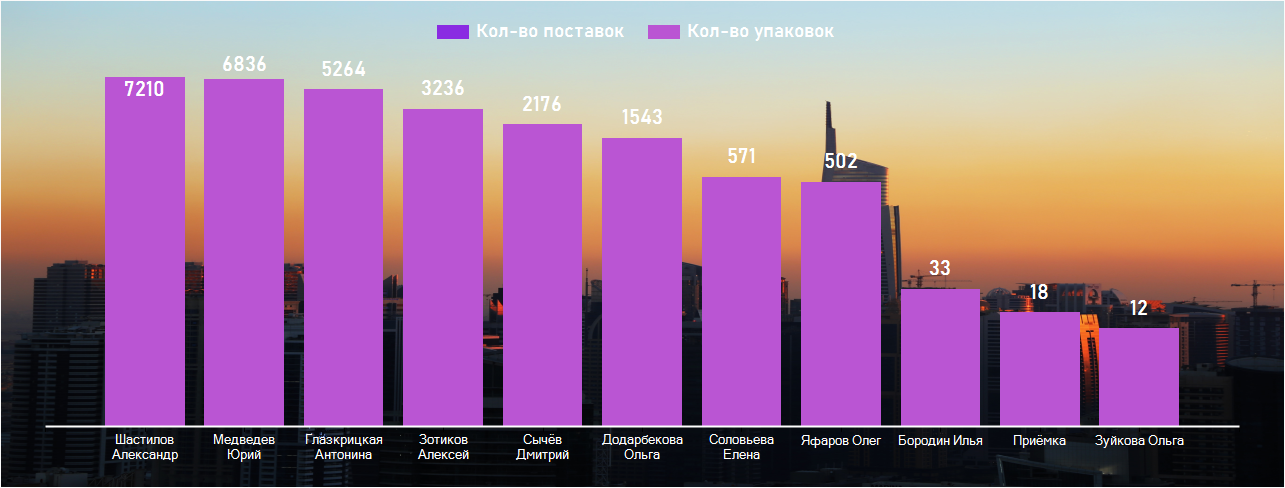 Кол-во поставок Кол-во упаковок
7210 6836 5264 3236 2176 1543 571 502 33 18 12
Шастилов Медведев Глазкрицкая Зотиков Сычёв Додарбекова Соловьева Яфаров Олег Бородин Илья Приёмка Зуйкова Ольга
Александр Юрий Антонина Алексей Дмитрий Ольга Елена